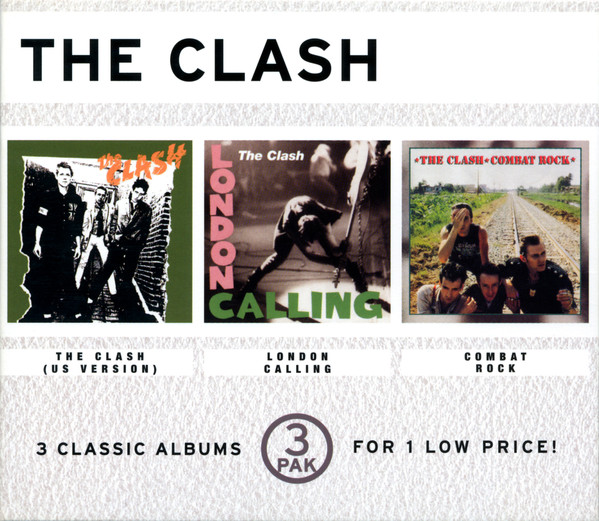 THE CLASH
The CLASH
The Clash
LONDON
CALLING
*THE CLASH*COMBAT ROCK*
THE CLASH
(US VERSION)
LONDON
CALLING
COMBAT
ROCK
3 CLASSIC ALBUMS
3
PAK
FOR 1 LOW PRICE!